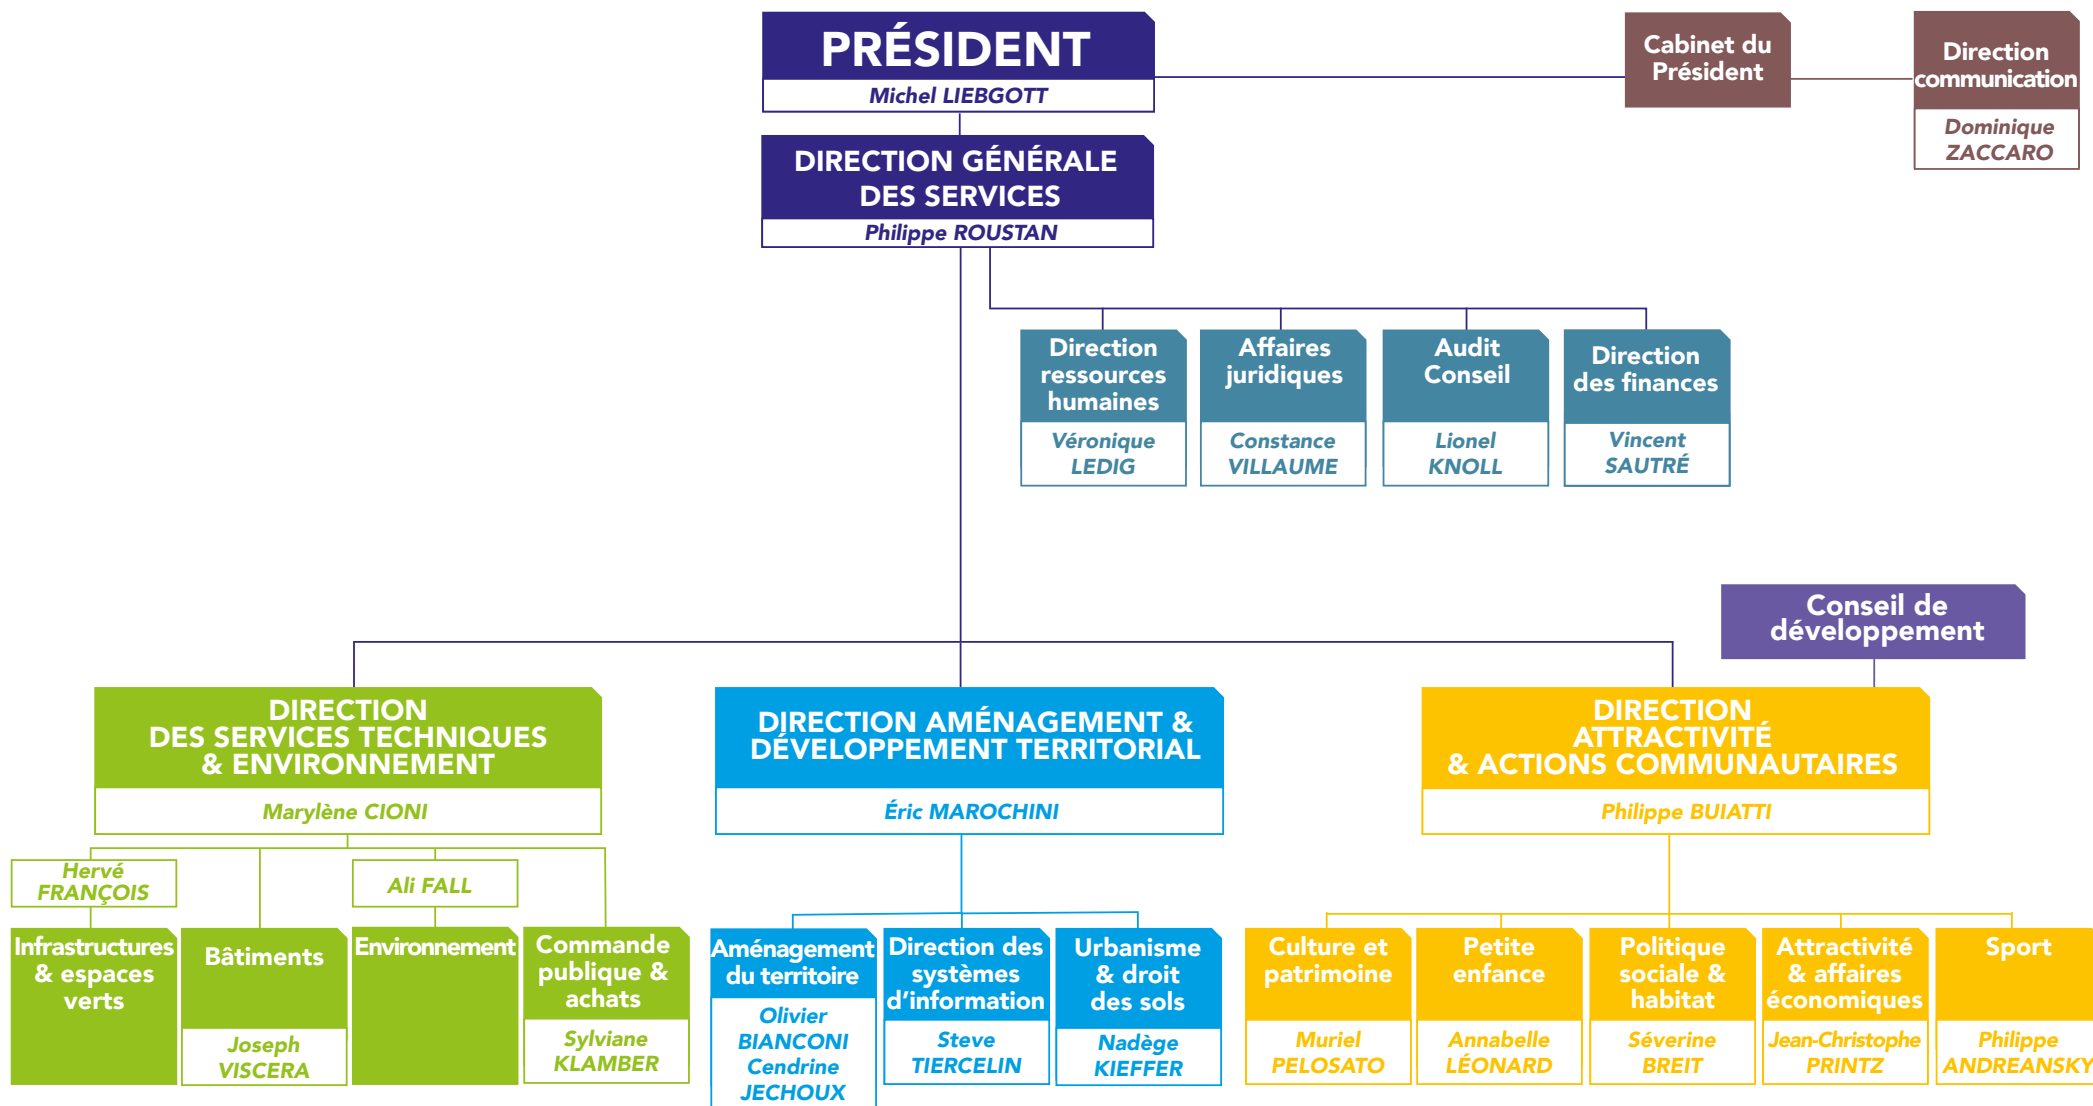 PRÉSIDENT
Michel LIEBGOTT
Cabinet du
Président
Direction
communication
Dominique
ZACCARO
DIRECTION GÉNÉRALE
DES SERVICES
Philippe ROUSTAN
Direction
ressources
humaines
Véronique
LEDIG
Affaires
juridiques
Constance
VILLAUME
Audit
Conseil
Lionel
KNOLL
Direction
des finances
Vincent
SAUTRÉ
Conseil de
développement
DIRECTION
DES SERVICES TECHNIQUES
& ENVIRONNEMENT
Marylène CIONI
DIRECTION AMÉNAGEMENT &
DÉVELOPPEMENT TERRITORIAL
Éric MAROCHINI
DIRECTION
ATTRACTIVITÉ
& ACTIONS COMMUNAUTAIRES
Philippe BUIATTI
Hervé
FRANÇOIS
Infrastructures
& espaces
verts
Bâtiments
Joseph
VISCERA
Ali FALL
Environnement
Commande
publique &
achats
Sylviane
KLAMBER
Aménagement
du territoire
Olivier
BIANCONI
Cendrine
JECHOUX
Direction des
systèmes
d'information
Steve
TIERCELIN
Urbanisme
& droit
des sols
Nadège
KIEFFER
Culture et
patrimoine
Muriel
PELOSATO
Petite
enfance
Annabelle
LÉONARD
Politique
sociale &
habitat
Séverine
BREIT
Attractivité
& affaires
économiques
Jean-Christophe
PRINTZ
Sport
Philippe
ANDREANSKY